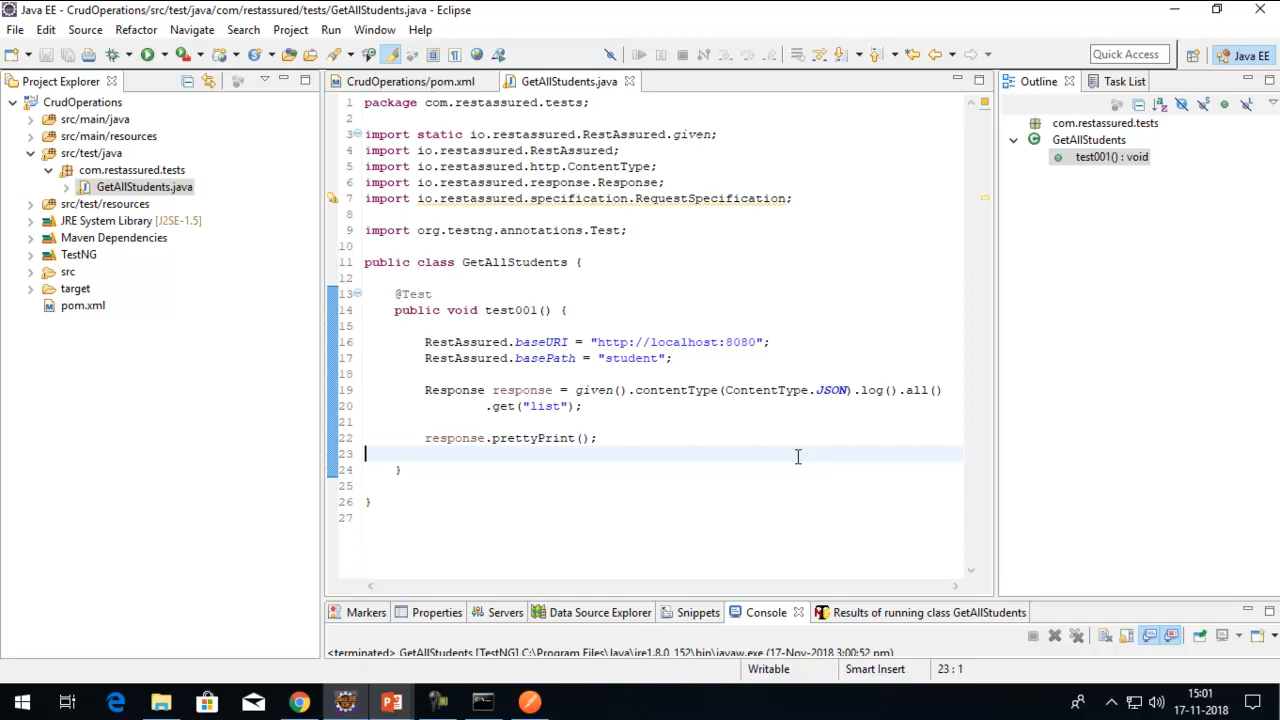 Java EE - CrudOperations/src/test/java/com/restassured/tests/GetAllStudents.java - Eclipse
File Edit Source Refactor Navigate Search Project Run Window Help
Quick Access
Java EE
Project Explorer
CrudOperations
src/main/java
src/main/resources
src/test/java
com.restassured.tests
GetAllStudents.java
src/test/resources
JRE System Library [J2SE-1.5]
Maven Dependencies
TestNG
src
target
pom.xml
CrudOperations/pom.xml
GetAllStudents.java
1 package com.restassured.tests;
2
3 import static io.restassured.RestAssured.given;
4 import io.restassured.RestAssured;
5 import io.restassured.http.ContentType;
6 import io.restassured.response.Response;
7 import io.restassured.specification.RequestSpecification;
8
9 import org.testng.annotations.Test;
10
11 public class GetAllStudents {
12
13 @Test
14 public void test001() {
15
16 RestAssured.baseURI = "http://localhost:8080";
17 RestAssured.basePath = "student";
18
19 Response response = given().contentType(ContentType.JSON).log().all()
20 .get("list");
21
22 response.prettyPrint();
23
24 }
25
26 }
27
Outline
Task List
com.restassured.tests
GetAllStudents
test001() : void
Markers
Properties
Servers
Data Source Explorer
Snippets
Console
Results of running class GetAllStudents
<terminated> GetAllStudents [TestNG] C:\Program Files\Java\jre1.8.0_152\bin\javaw.exe (17-Nov-2018 3:00:52 pm)
Writable
Smart Insert
23 : 1
15:01
17-11-2018